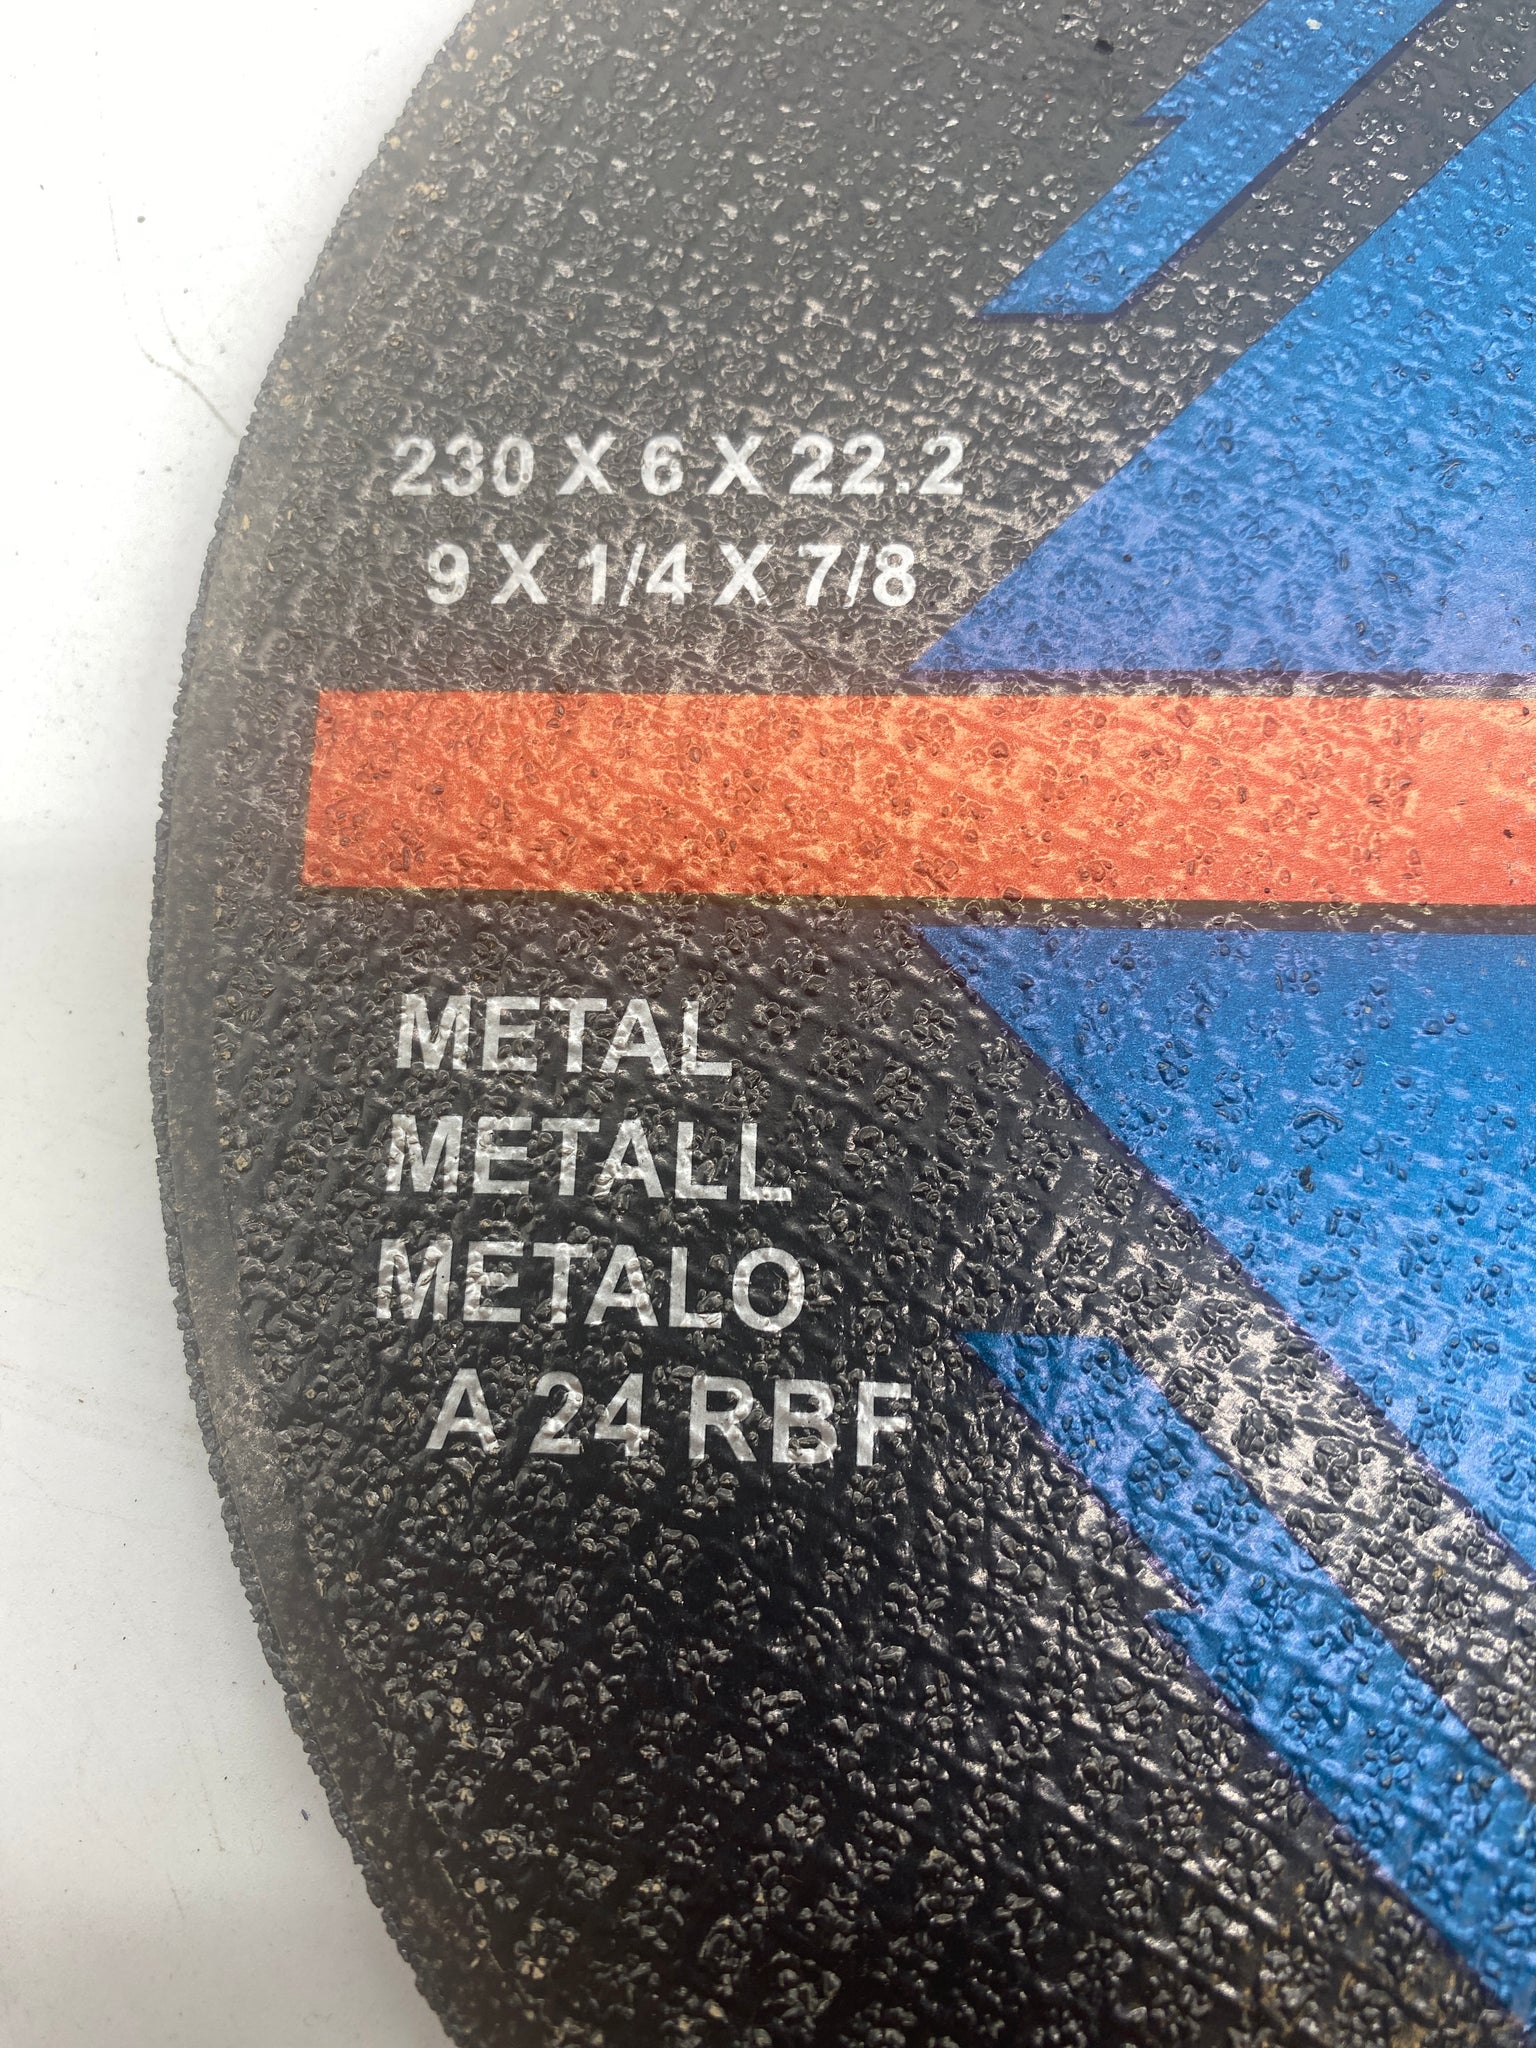 230 X 6 X 22.2
9 X 1/4 X 7/8
METAL
METALL
METALO
A 24 RBF